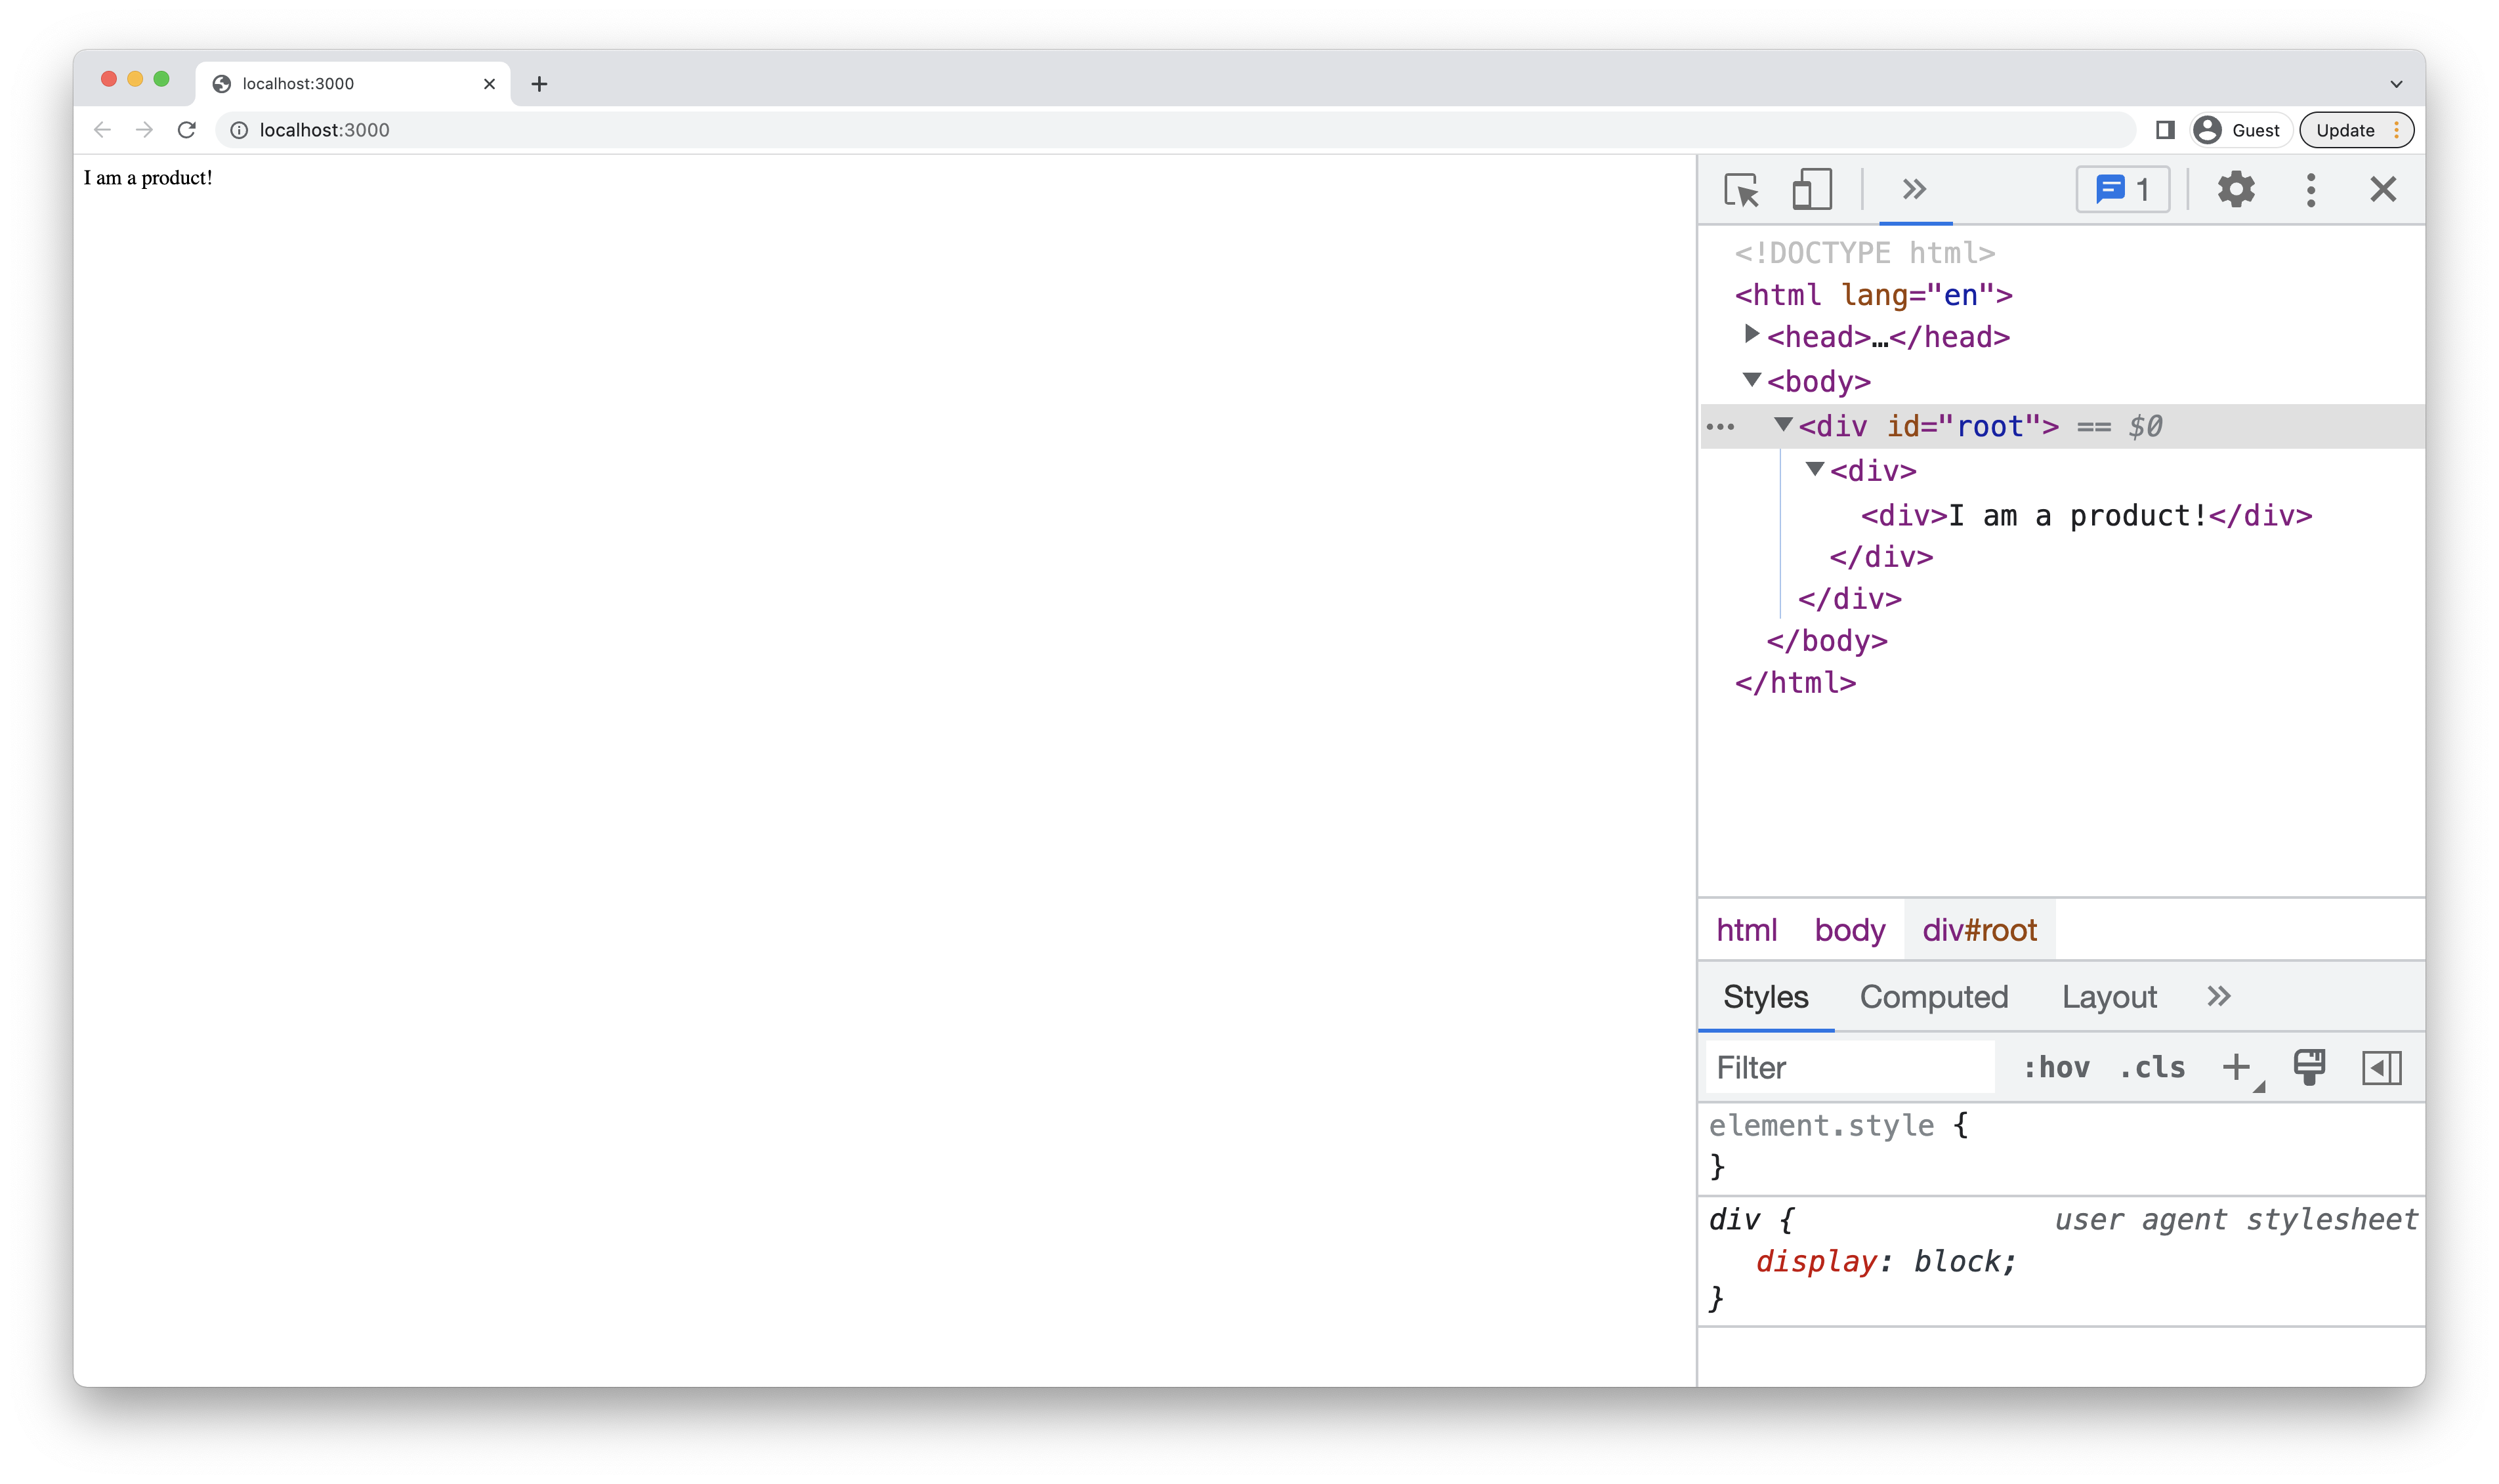 localhost:3000
localhost:3000
Guest
Update
I am a product!
1
<!DOCTYPE html>
<html lang="en">
<head>…</head>
<body>
<div id="root"> == $0
<div>
<div>I am a product!</div>
</div>
</div>
</body>
</html>
html body div#root
Styles Computed Layout
Filter :hov .cls
element.style {
}
div { user agent stylesheet
display: block;
}